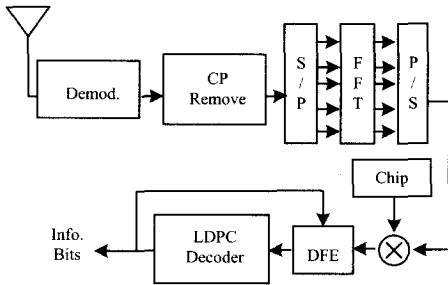 Demod.
CP
Remove
S
/
P
F
F
T
P
/
S
Chip
Info.
Bits
LDPC
Decoder
DFE